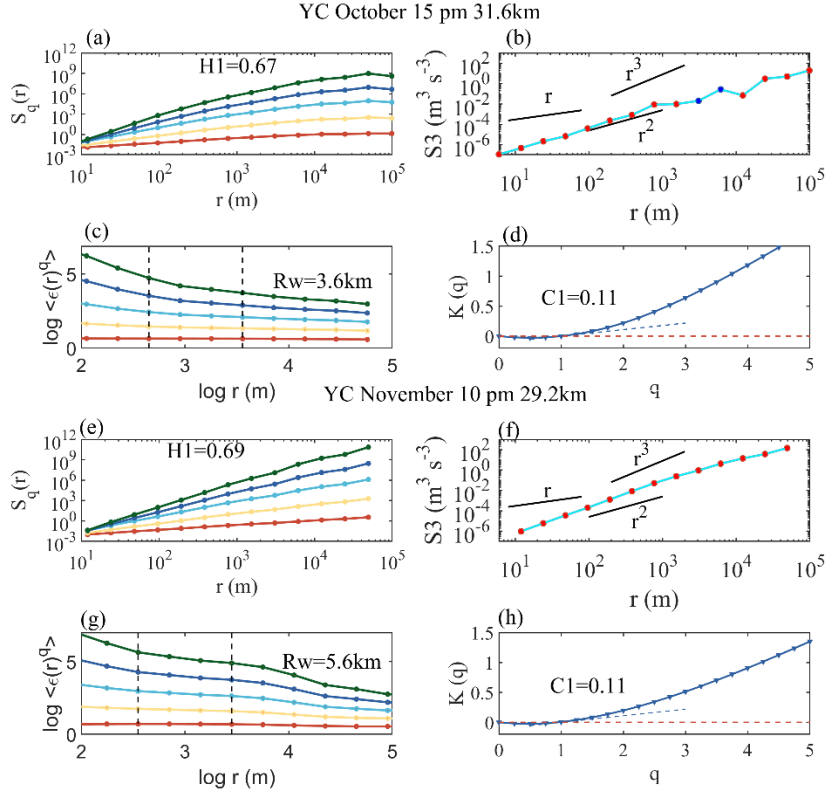 YC October 15 pm 31.6km
(a)
(b)
10^12
10^9
10^6
10^3
10^0
10^-3
S_q(r)
H1=0.67
10^1
10^2
10^3
10^4
10^5
r (m)
10^2
10^0
10^-2
10^-4
10^-6
S3 (m^3 s^-3)
r
r^3
r^2
10^1
10^2
10^3
10^4
10^5
r (m)
(c)
(d)
5
0
log <ϵ(r)^q>
Rw=3.6km
2
3
4
5
log r (m)
1.5
1
0.5
0
K (q)
C1=0.11
0
1
2
3
4
5
q
YC November 10 pm 29.2km
(e)
(f)
10^12
10^9
10^6
10^3
10^0
10^-3
S_q(r)
H1=0.69
10^1
10^2
10^3
10^4
10^5
r (m)
10^2
10^0
10^-2
10^-4
10^-6
S3 (m^3 s^-3)
r
r^3
r^2
10^1
10^2
10^3
10^4
10^5
r (m)
(g)
(h)
5
0
log <ϵ(r)^q>
Rw=5.6km
2
3
4
5
log r (m)
1.5
1
0.5
0
K (q)
C1=0.11
0
1
2
3
4
5
q